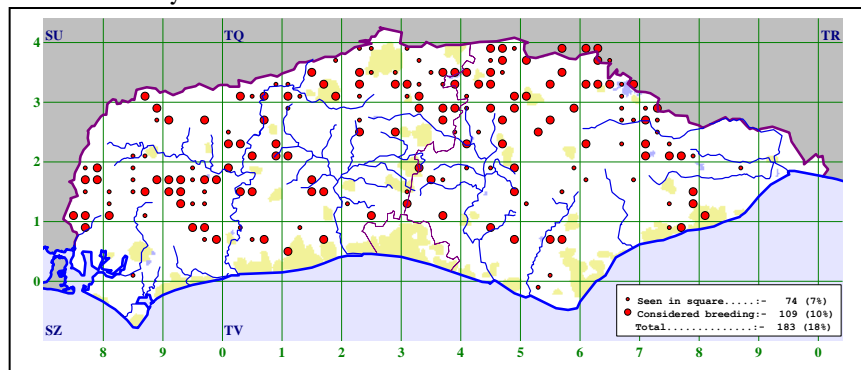 4 SU TQ TR
3
2
1
0
Seen in square.....:- 74 (7%)
Considered breeding:- 109 (10%)
Total..............:- 183 (18%)
SZ TV
8 9 0 1 2 3 4 5 6 7 8 9 0